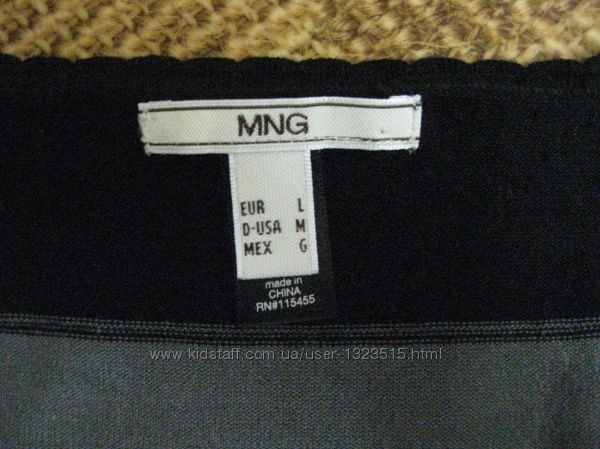 MNG
EUR L
D-USA M
MEX G
made in
CHINA
RN#115455
www.kidstaff.com.ua/user-1323515.html